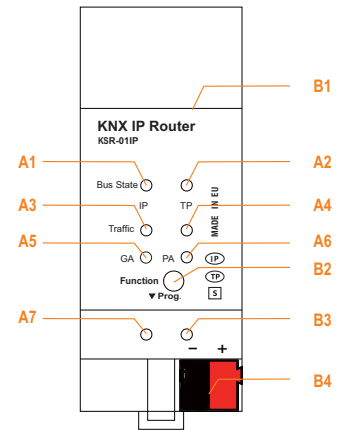 B1
KNX IP Router
KSR-01IP
A1
A2
Bus State
IP
TP
A3
A4
Traffic
MADE IN EU
A5
A6
GA
PA
IP
B2
Function
TP
▼ Prog.
S
A7
B3
− +
B4